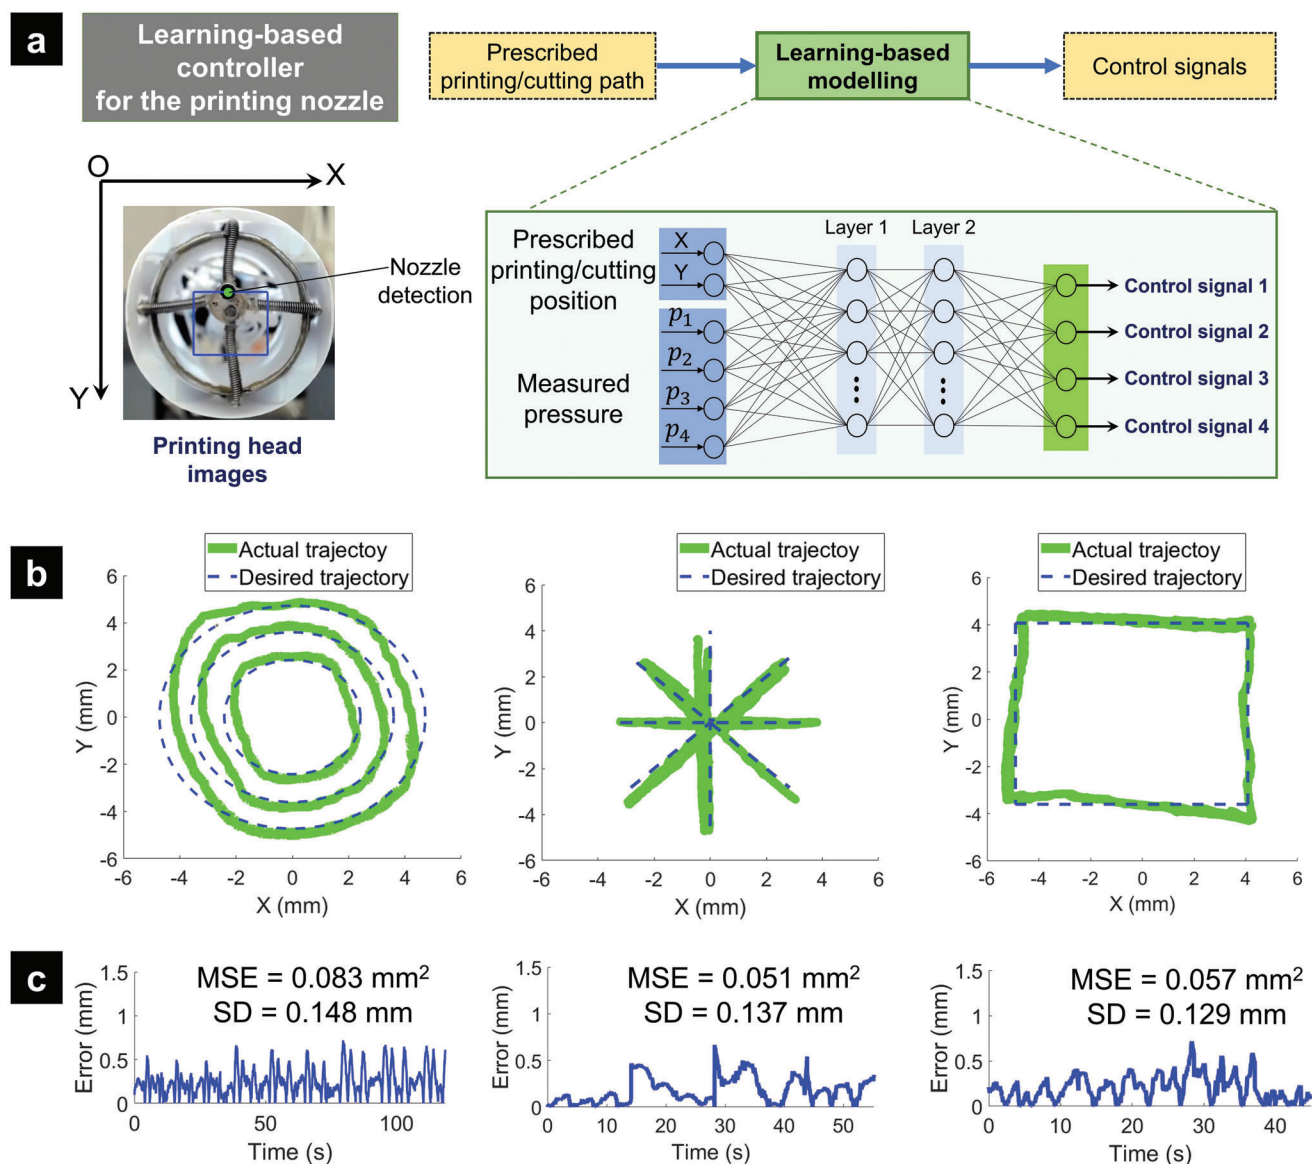 a
Learning-based
controller
for the printing nozzle
Prescribed
printing/cutting path
Learning-based
modelling
Control signals
O
X
Y
Nozzle
detection
Printing head
images
Prescribed
printing/cutting
position
Measured
pressure
X
Y
p1
p2
p3
p4
Layer 1
Layer 2
Control signal 1
Control signal 2
Control signal 3
Control signal 4
b
Actual trajectoy
Desired trajectory
Y (mm)
6
4
2
0
-2
-4
-6
-6 -4 -2 0 2 4 6
X (mm)
Actual trajectoy
Desired trajectory
Y (mm)
6
4
2
0
-2
-4
-6
-6 -4 -2 0 2 4 6
X (mm)
Actual trajectoy
Desired trajectory
Y (mm)
6
4
2
0
-2
-4
-6
-6 -4 -2 0 2 4 6
X (mm)
c
MSE = 0.083 mm²
SD = 0.148 mm
Error (mm)
1.5
1
0.5
0
0 50 100
Time (s)
MSE = 0.051 mm²
SD = 0.137 mm
Error (mm)
1.5
1
0.5
0
0 10 20 30 40 50
Time (s)
MSE = 0.057 mm²
SD = 0.129 mm
Error (mm)
1.5
1
0.5
0
0 10 20 30 40
Time (s)